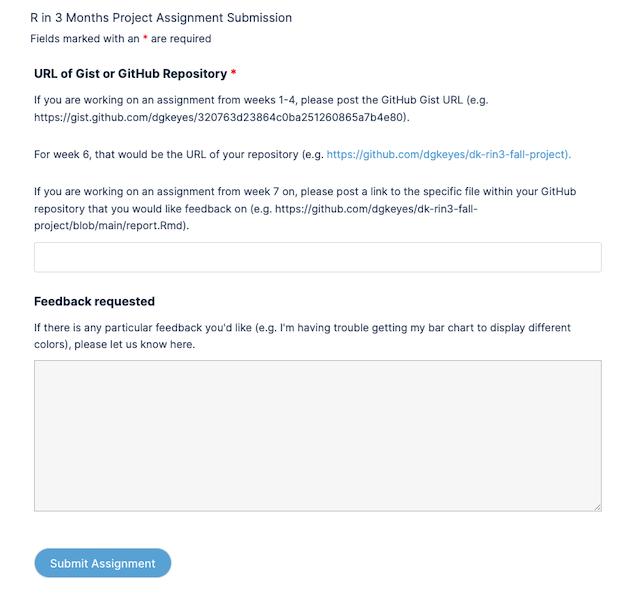 R in 3 Months Project Assignment Submission
Fields marked with an * are required
URL of Gist or GitHub Repository *
If you are working on an assignment from weeks 1-4, please post the GitHub Gist URL (e.g.
https://gist.github.com/dgkeyes/320763d23864c0ba251260865a7b4e80).
For week 6, that would be the URL of your repository (e.g. https://github.com/dgkeyes/dk-rin3-fall-project).
If you are working on an assignment from week 7 on, please post a link to the specific file within your GitHub
repository that you would like feedback on (e.g. https://github.com/dgkeyes/dk-rin3-fall-
project/blob/main/report.Rmd).
Feedback requested
If there is any particular feedback you'd like (e.g. I'm having trouble getting my bar chart to display different
colors), please let us know here.
Submit Assignment